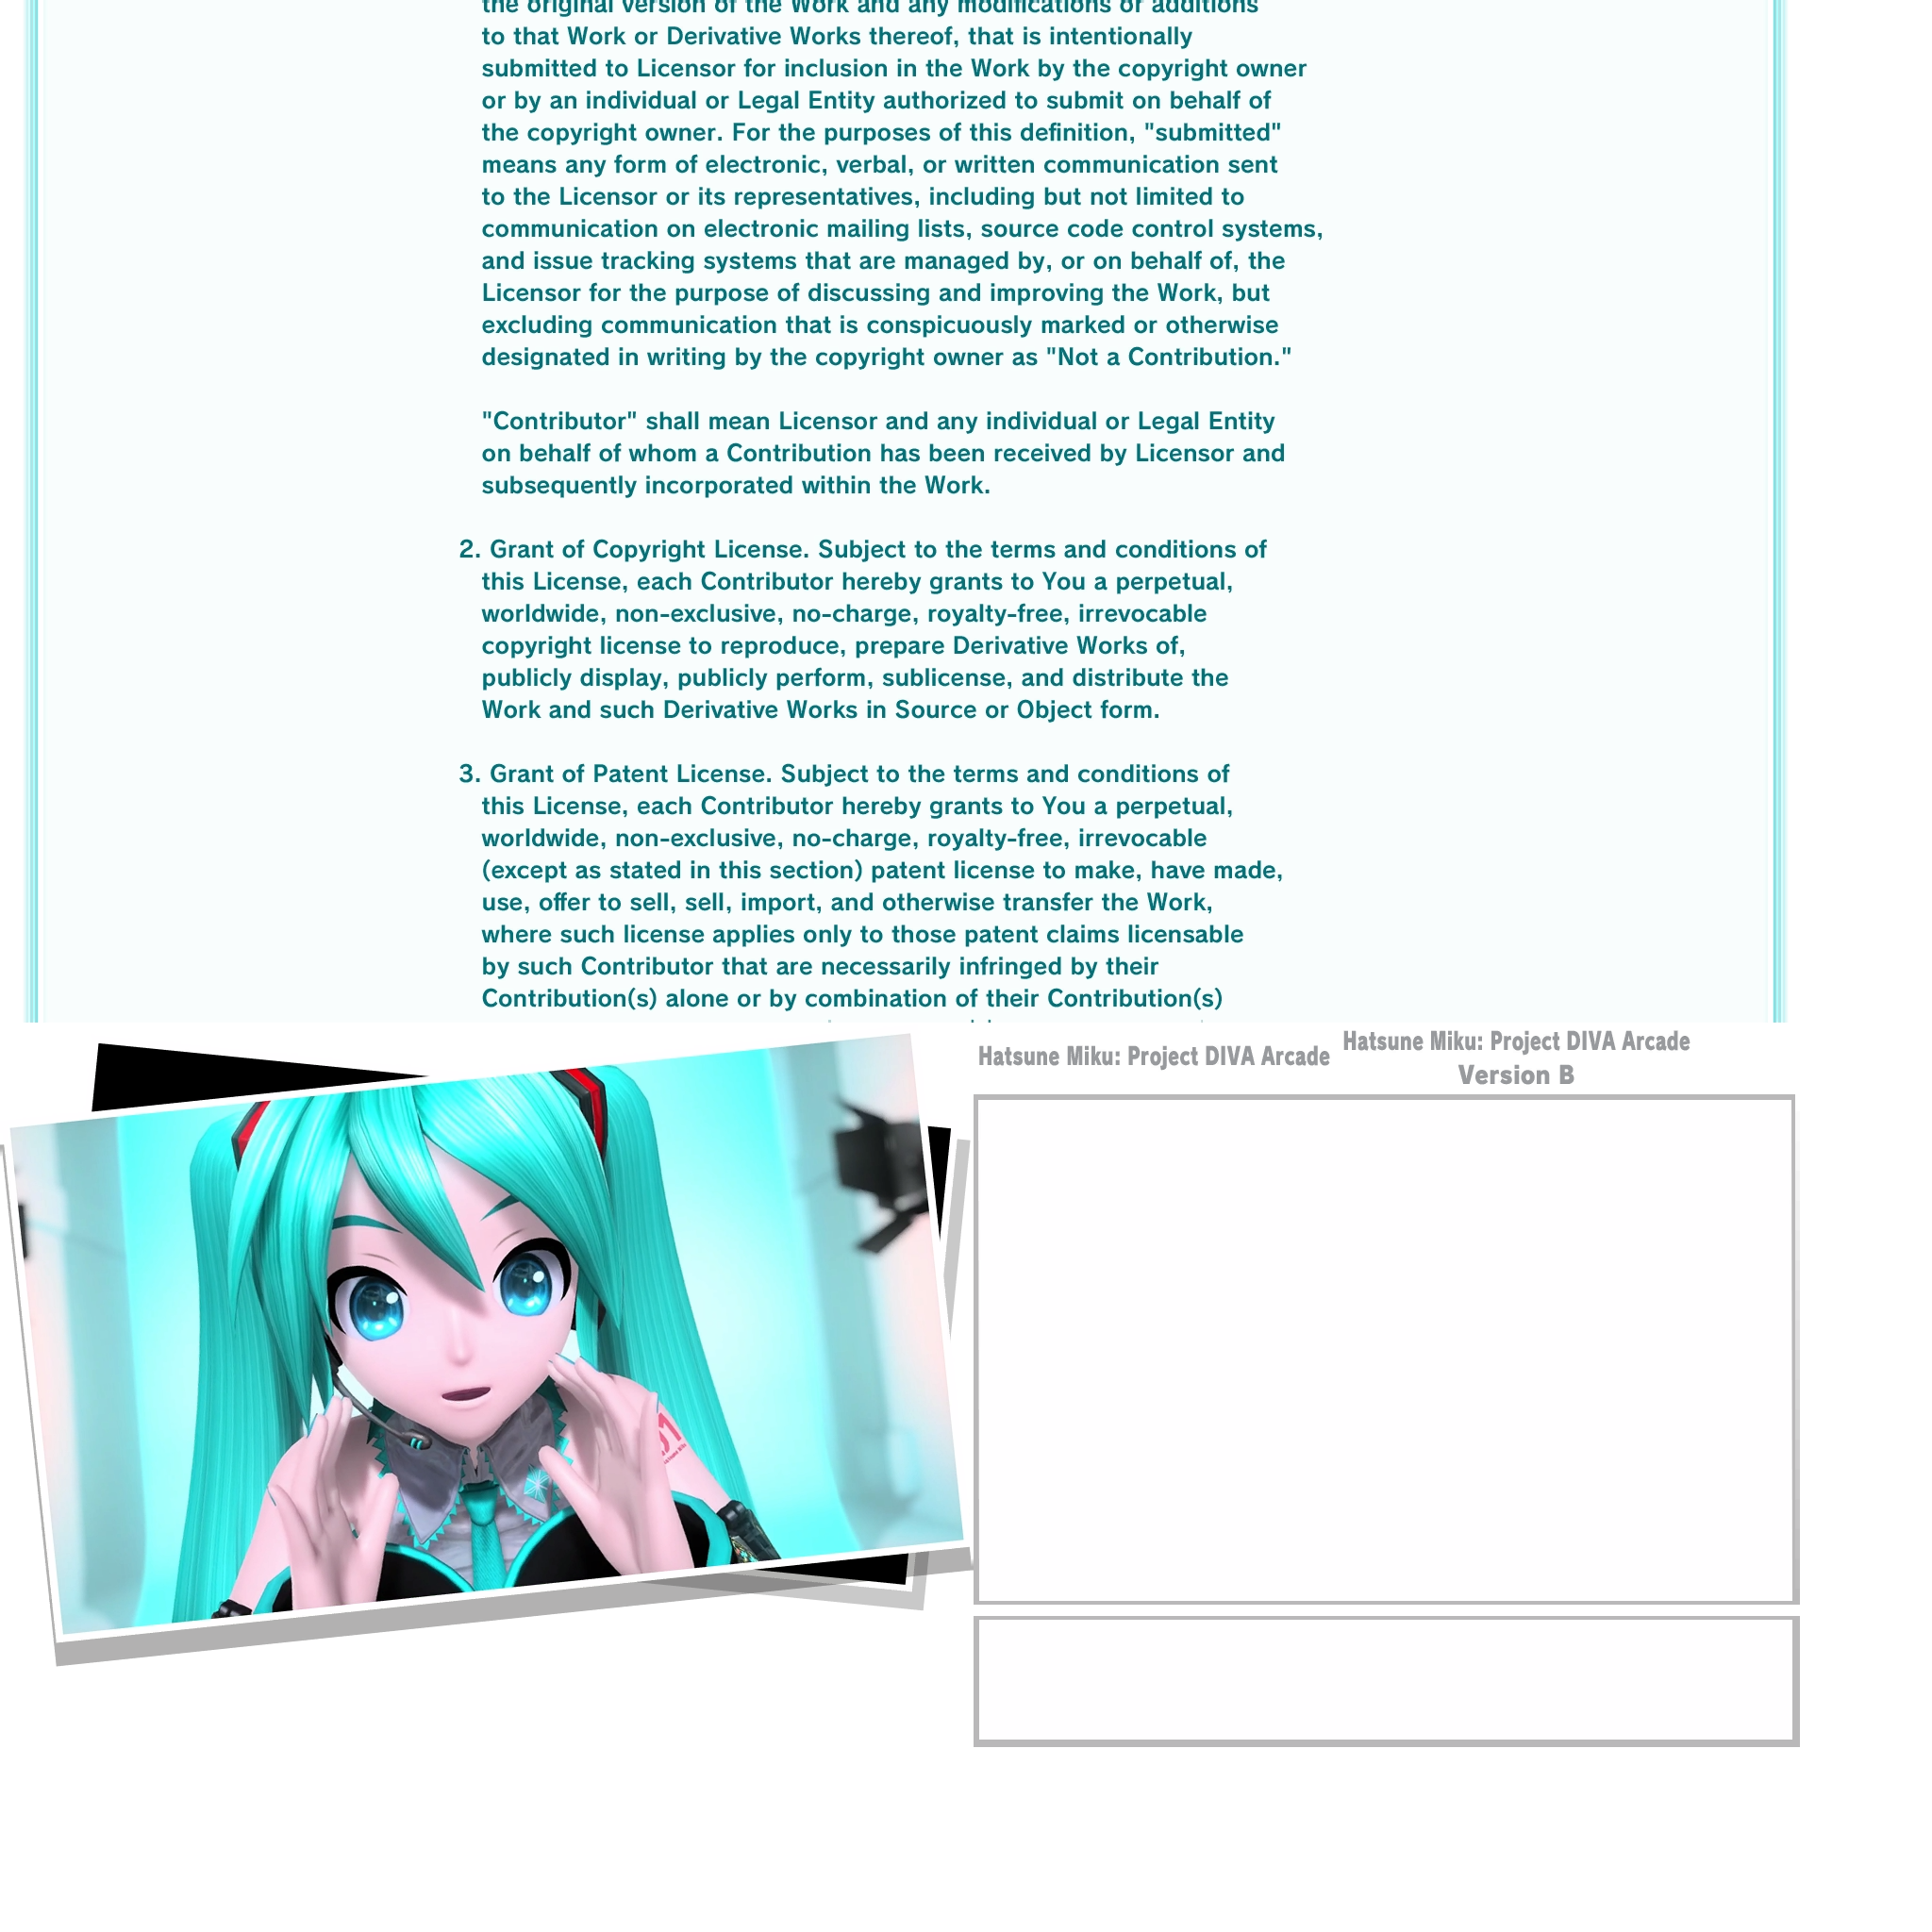 the original version of the Work and any modifications or additions
to that Work or Derivative Works thereof, that is intentionally
submitted to Licensor for inclusion in the Work by the copyright owner
or by an individual or Legal Entity authorized to submit on behalf of
the copyright owner. For the purposes of this definition, "submitted"
means any form of electronic, verbal, or written communication sent
to the Licensor or its representatives, including but not limited to
communication on electronic mailing lists, source code control systems,
and issue tracking systems that are managed by, or on behalf of, the
Licensor for the purpose of discussing and improving the Work, but
excluding communication that is conspicuously marked or otherwise
designated in writing by the copyright owner as "Not a Contribution."
"Contributor" shall mean Licensor and any individual or Legal Entity
on behalf of whom a Contribution has been received by Licensor and
subsequently incorporated within the Work.
2. Grant of Copyright License. Subject to the terms and conditions of
this License, each Contributor hereby grants to You a perpetual,
worldwide, non-exclusive, no-charge, royalty-free, irrevocable
copyright license to reproduce, prepare Derivative Works of,
publicly display, publicly perform, sublicense, and distribute the
Work and such Derivative Works in Source or Object form.
3. Grant of Patent License. Subject to the terms and conditions of
this License, each Contributor hereby grants to You a perpetual,
worldwide, non-exclusive, no-charge, royalty-free, irrevocable
(except as stated in this section) patent license to make, have made,
use, offer to sell, sell, import, and otherwise transfer the Work,
where such license applies only to those patent claims licensable
by such Contributor that are necessarily infringed by their
Contribution(s) alone or by combination of their Contribution(s)
Hatsune Miku: Project DIVA Arcade
Hatsune Miku: Project DIVA Arcade
Version B